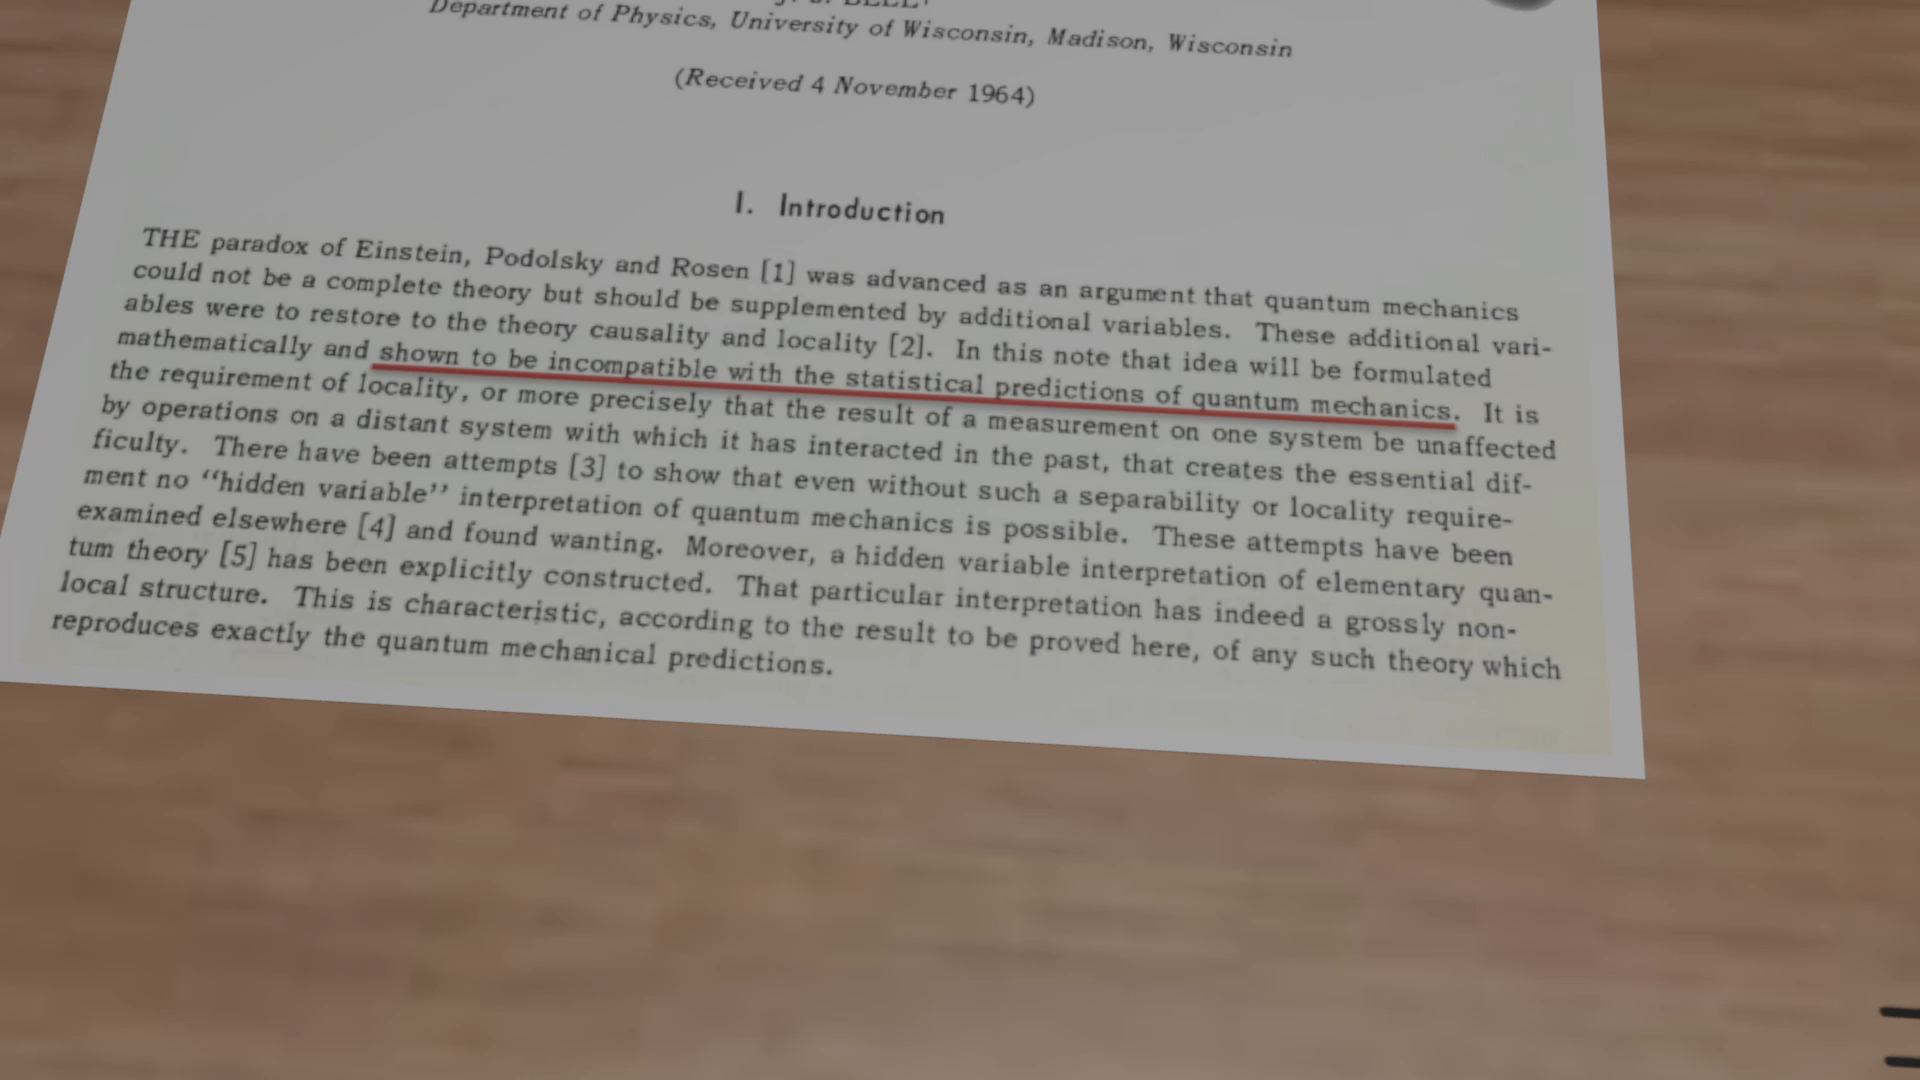 Department of Physics, University of Wisconsin, Madison, Wisconsin
(Received 4 November 1964)
I. Introduction
THE paradox of Einstein, Podolsky and Rosen [1] was advanced as an argument that quantum mechanics
could not be a complete theory but should be supplemented by additional variables. These additional vari-
ables were to restore to the theory causality and locality [2]. In this note that idea will be formulated
mathematically and shown to be incompatible with the statistical predictions of quantum mechanics. It is
the requirement of locality, or more precisely that the result of a measurement on one system be unaffected
by operations on a distant system with which it has interacted in the past, that creates the essential dif-
ficulty. There have been attempts [3] to show that even without such a separability or locality require-
ment no "hidden variable" interpretation of quantum mechanics is possible. These attempts have been
examined elsewhere [4] and found wanting. Moreover, a hidden variable interpretation of elementary quan-
tum theory [5] has been explicitly constructed. That particular interpretation has indeed a grossly non-
local structure. This is characteristic, according to the result to be proved here, of any such theory which
reproduces exactly the quantum mechanical predictions.